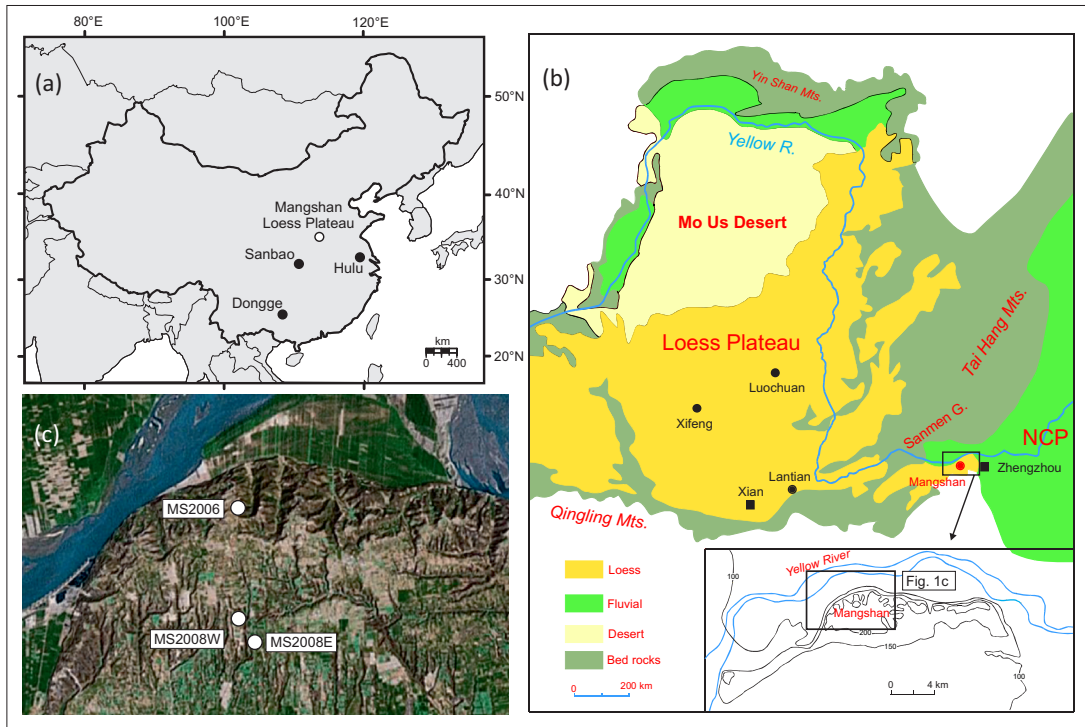 80°E
100°E
120°E
(a)
50°N
40°N
30°N
20°N
Mangshan
Loess Plateau
Sanbao
Hulu
Dongge
km
0 400
(b)
Yin Shan Mts.
Yellow R.
Mo Us Desert
Loess Plateau
Luochuan
Xifeng
Tai Hang Mts.
Sanmen G.
NCP
Zhengzhou
Mangshan
Lantian
Xian
Qingling Mts.
Loess
Fluvial
Desert
Bed rocks
0 200 km
Yellow River
Fig. 1c
100
Mangshan
200
150
100
0 4 km
(c)
MS2006
MS2008W
MS2008E